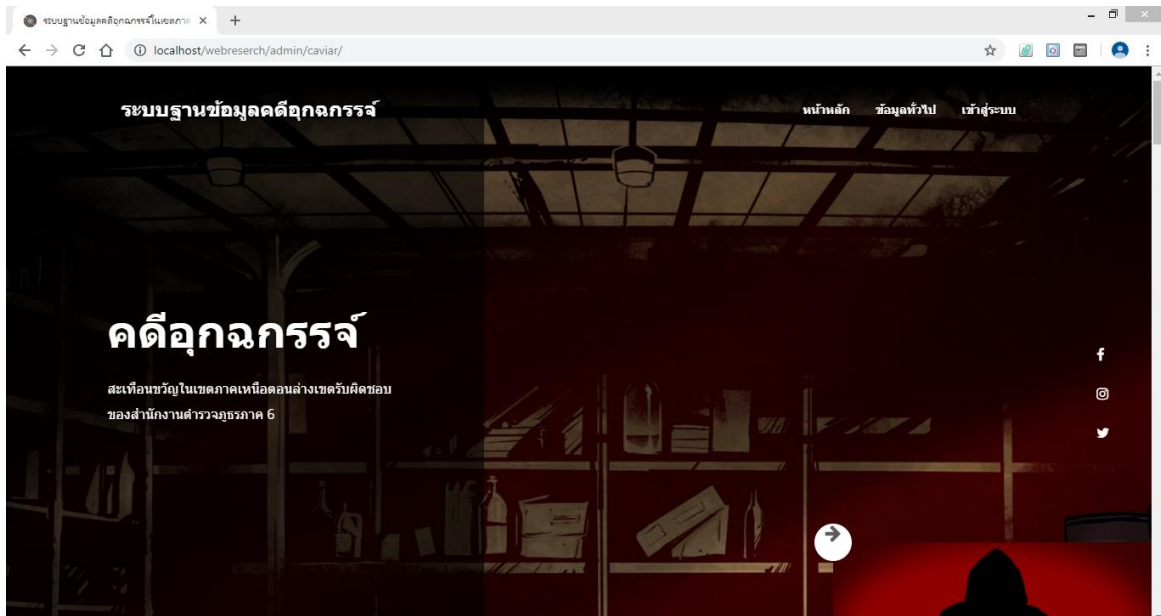 ระบบฐานข้อมูลคดีอุกฉกรรจ์ในเขตภาค
localhost/webreserch/admin/caviar/
ระบบฐานข้อมูลคดีอุกฉกรรจ์
หน้าหลัก ข้อมูลทั่วไป เข้าสู่ระบบ
คดีอุกฉกรรจ์
สะเทือนขวัญในเขตภาคเหนือตอนล่างเขตรับผิดชอบ
ของสำนักงานตำรวจภูธรภาค 6